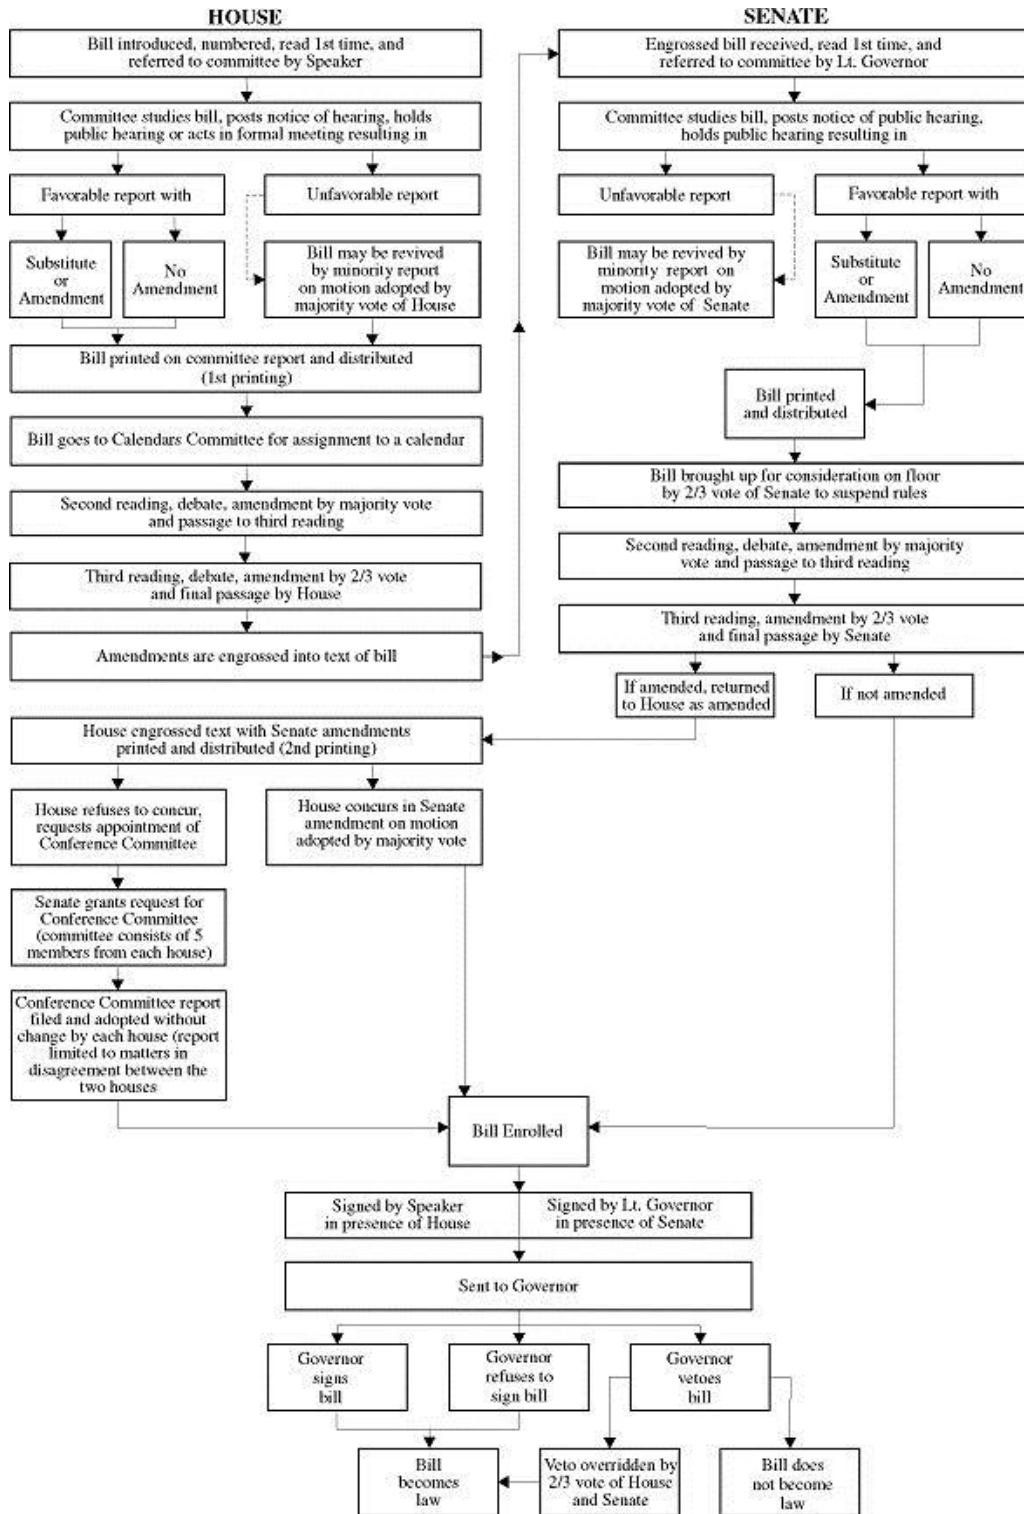 HOUSE
Bill introduced, numbered, read 1st time, and
referred to committee by Speaker
Committee studies bill, posts notice of hearing, holds
public hearing or acts in formal meeting resulting in
Favorable report with
Unfavorable report
Substitute
or
Amendment
No
Amendment
Bill may be revived
by minority report
on motion adopted by
majority vote of House
Bill printed on committee report and distributed
(1st printing)
Bill goes to Calendars Committee for assignment to a calendar
Second reading, debate, amendment by majority vote
and passage to third reading
Third reading, debate, amendment by 2/3 vote
and final passage by House
Amendments are engrossed into text of bill
SENATE
Engrossed bill received, read 1st time, and
referred to committee by Lt. Governor
Committee studies bill, posts notice of public hearing,
holds public hearing resulting in
Unfavorable report
Favorable report with
Bill may be revived by
minority report on
motion adopted by
majority vote of Senate
Substitute
or
Amendment
No
Amendment
Bill printed
and distributed
Bill brought up for consideration on floor
by 2/3 vote of Senate to suspend rules
Second reading, debate, amendment by majority
vote and passage to third reading
Third reading, amendment by 2/3 vote
and final passage by Senate
If amended, returned
to House as amended
If not amended
House engrossed text with Senate amendments
printed and distributed (2nd printing)
House refuses to concur,
requests appointment of
Conference Committee
House concurs in Senate
amendment on motion
adopted by majority vote
Senate grants request for
Conference Committee
(committee consists of 5
members from each house)
Conference Committee report
filed and adopted without
change by each house (report
limited to matters in
disagreement between the
two houses
Bill Enrolled
Signed by Speaker
in presence of House
Signed by Lt. Governor
in presence of Senate
Sent to Governor
Governor
signs
bill
Governor
refuses to
sign bill
Governor
vetoes
bill
Bill
becomes
law
Veto overridden by
2/3 vote of House
and Senate
Bill does
not become
law